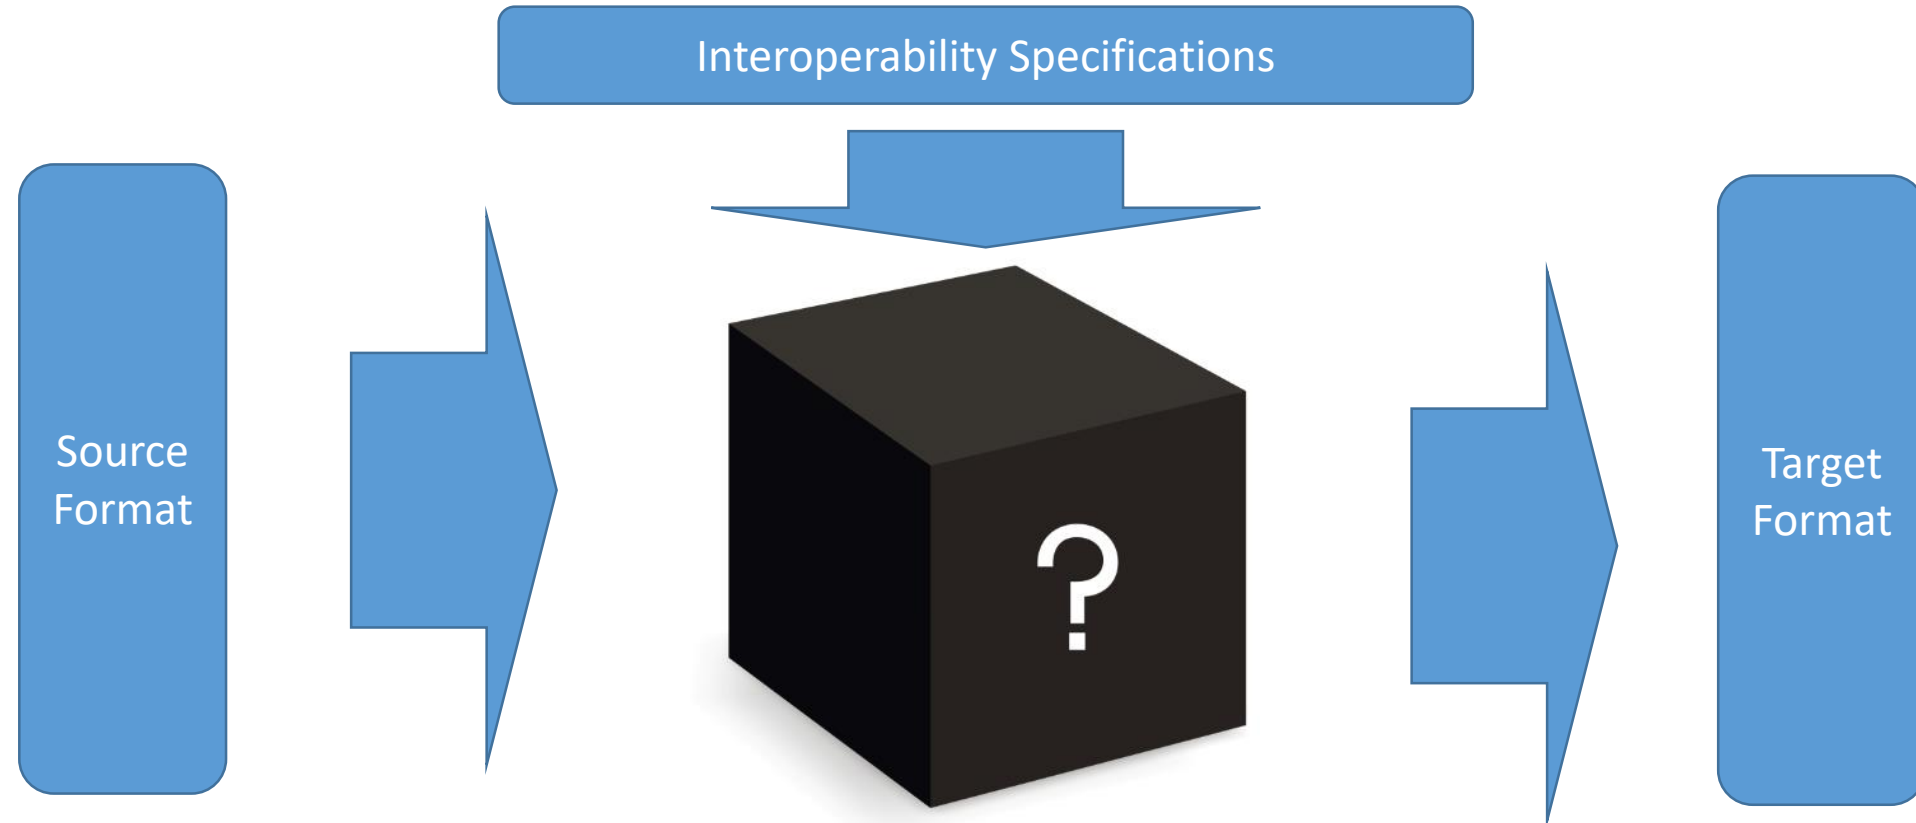 Interoperability Specifications
Source
Format
?
Target
Format